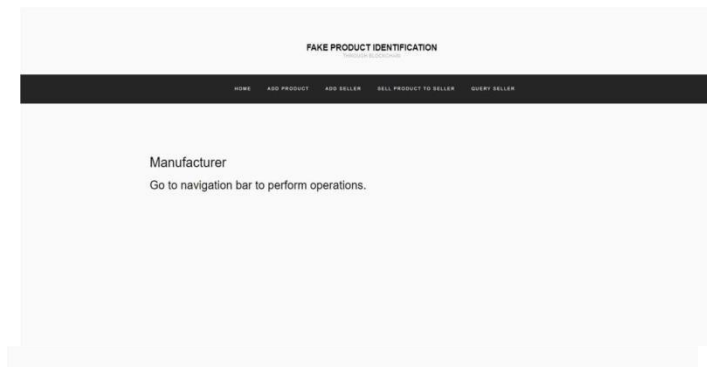 FAKE PRODUCT IDENTIFICATION
THROUGH BLOCKCHAIN
HOME ADD PRODUCT ADD SELLER SELL PRODUCT TO SELLER QUERY SELLER
Manufacturer
Go to navigation bar to perform operations.